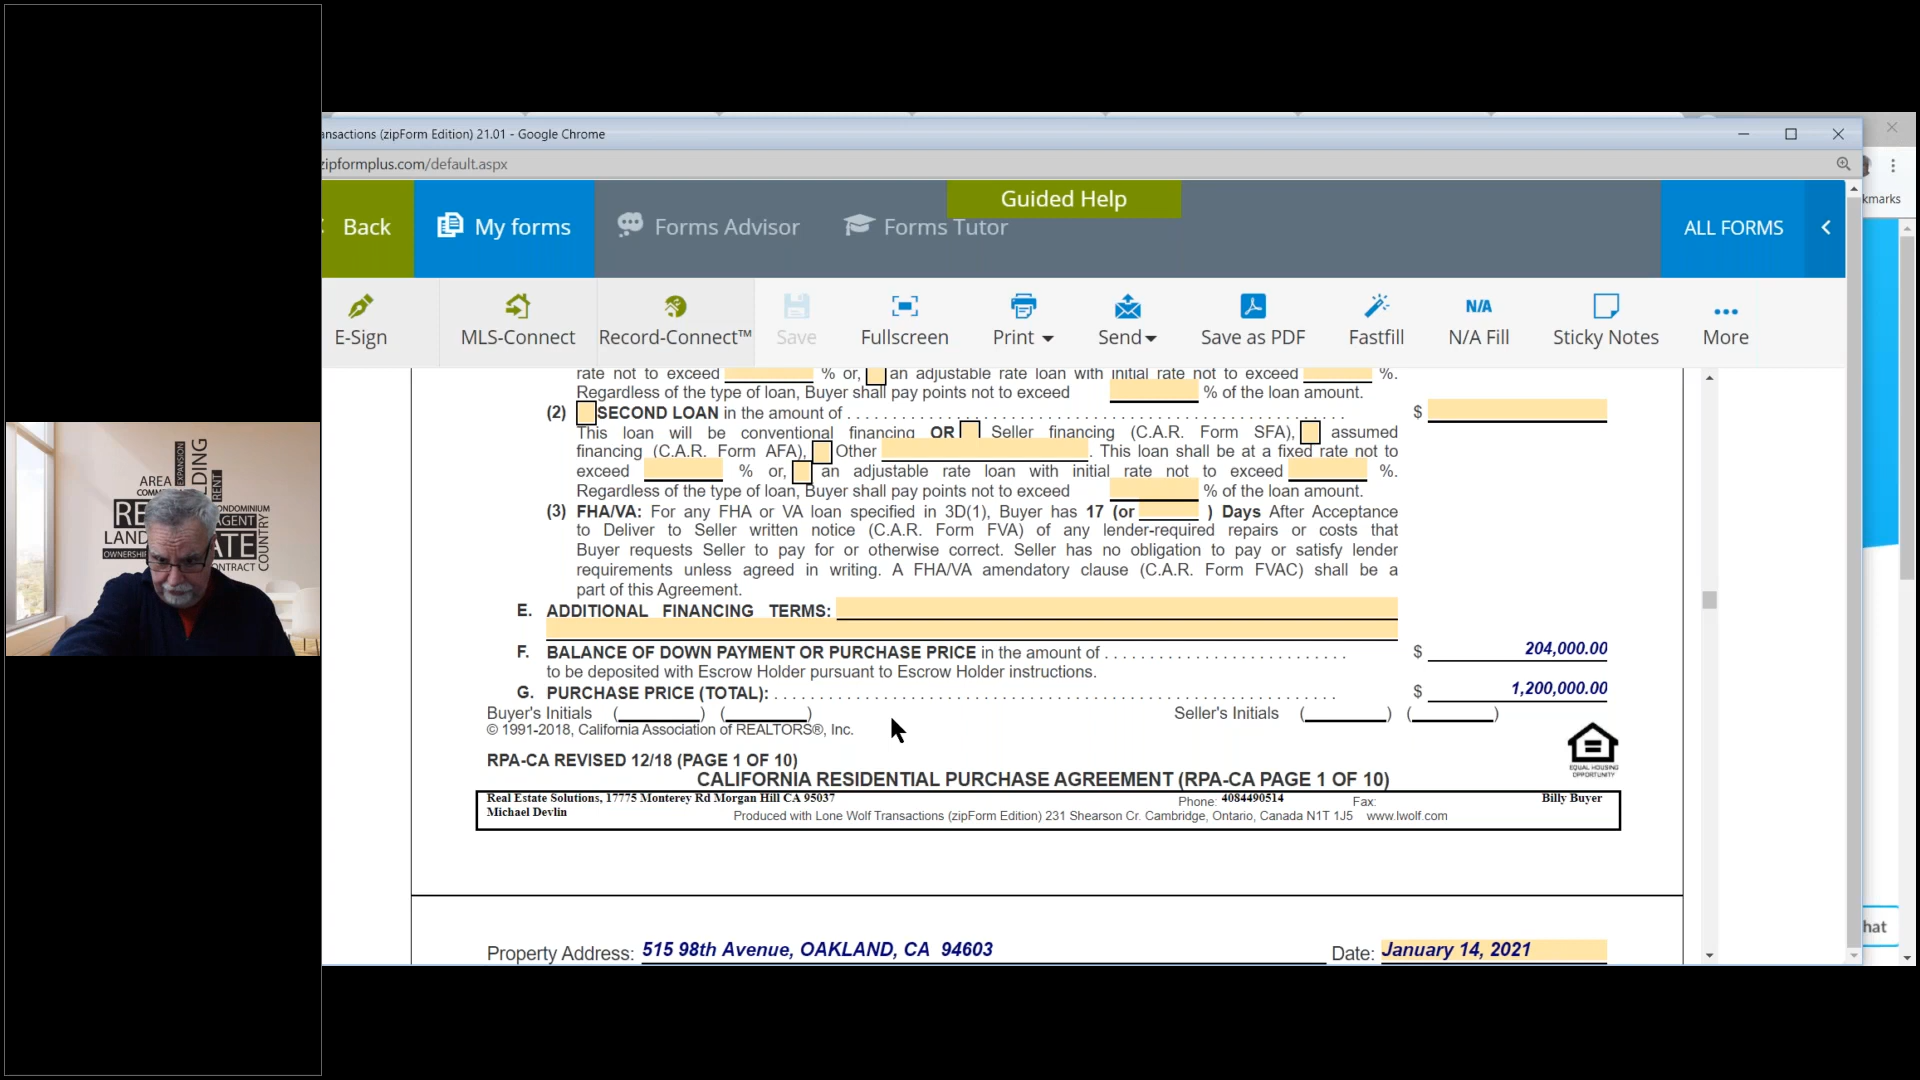 ansactions (zipForm Edition) 21.01 - Google Chrome
zipformplus.com/default.aspx
kmarks
Back
My forms
Forms Advisor
Forms Tutor
Guided Help
ALL FORMS
E-Sign
MLS-Connect
Record-Connect™
Save
Fullscreen
Print
Send
Save as PDF
Fastfill
N/A
N/A Fill
Sticky Notes
More
rate not to exceed % or, an adjustable rate loan with initial rate not to exceed %.
Regardless of the type of loan, Buyer shall pay points not to exceed % of the loan amount.
(2) SECOND LOAN in the amount of . . . . . . . . . . . . . . . . . . . . . . . . . . . . . . . . . . . . . . . . . . . . . . . . . . $
This loan will be conventional financing OR Seller financing (C.A.R. Form SFA), assumed
financing (C.A.R. Form AFA), Other . This loan shall be at a fixed rate not to
exceed % or, an adjustable rate loan with initial rate not to exceed %.
Regardless of the type of loan, Buyer shall pay points not to exceed % of the loan amount.
(3) FHA/VA: For any FHA or VA loan specified in 3D(1), Buyer has 17 (or ) Days After Acceptance
to Deliver to Seller written notice (C.A.R. Form FVA) of any lender-required repairs or costs that
Buyer requests Seller to pay for or otherwise correct. Seller has no obligation to pay or satisfy lender
requirements unless agreed in writing. A FHA/VA amendatory clause (C.A.R. Form FVAC) shall be a
part of this Agreement.
E. ADDITIONAL FINANCING TERMS:
F. BALANCE OF DOWN PAYMENT OR PURCHASE PRICE in the amount of . . . . . . . . . . . . . . . . . . . . . . . . . $ 204,000.00
to be deposited with Escrow Holder pursuant to Escrow Holder instructions.
G. PURCHASE PRICE (TOTAL): . . . . . . . . . . . . . . . . . . . . . . . . . . . . . . . . . . . . . . . . . . . . . . . . . . . . . . . . $ 1,200,000.00
Buyer's Initials ( ) ( ) Seller's Initials ( ) ( )
© 1991-2018, California Association of REALTORS®, Inc.
EQUAL HOUSING
OPPORTUNITY
RPA-CA REVISED 12/18 (PAGE 1 OF 10)
CALIFORNIA RESIDENTIAL PURCHASE AGREEMENT (RPA-CA PAGE 1 OF 10)
Real Estate Solutions, 17775 Monterey Rd Morgan Hill CA 95037 Phone: 4084490514 Fax: Billy Buyer
Michael Devlin
Produced with Lone Wolf Transactions (zipForm Edition) 231 Shearson Cr. Cambridge, Ontario, Canada N1T 1J5 www.lwolf.com
Property Address: 515 98th Avenue, OAKLAND, CA 94603 Date: January 14, 2021
hat
AREA
EXPANSION
RENT
CONTRACT
COUNTRY
AGENT
LAND
OWNERSHIP